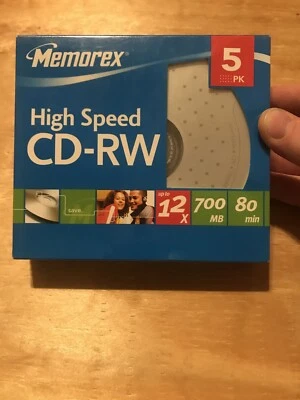 Memorex
5
PK
High Speed
CD-RW
save
up to
12
X
700
MB
80
min